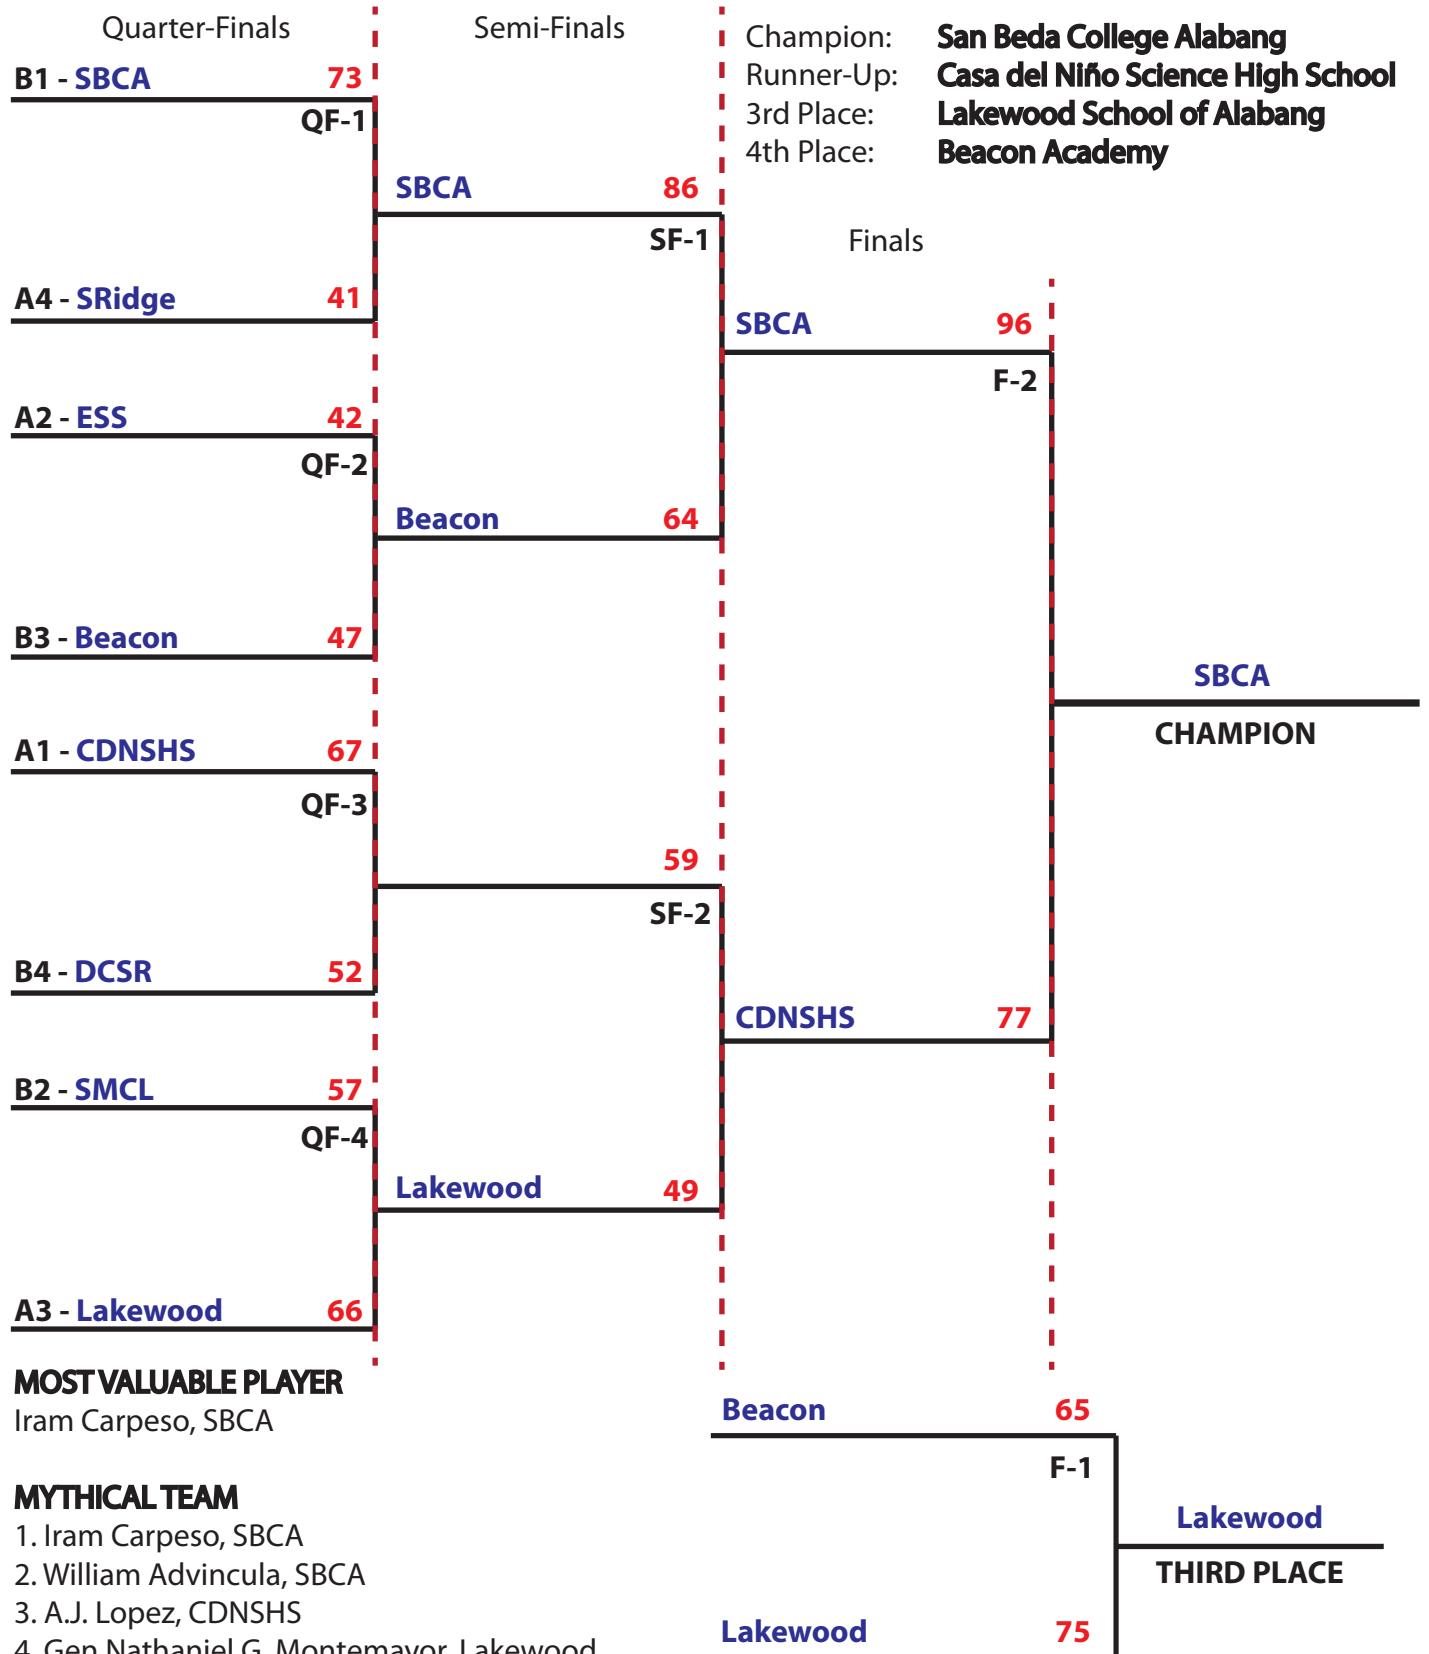 Quarter-Finals
Semi-Finals
Champion: San Beda College Alabang
Runner-Up: Casa del Niño Science High School
3rd Place: Lakewood School of Alabang
4th Place: Beacon Academy
B1 - SBCA 73
QF-1
A4 - SRidge 41
A2 - ESS 42
QF-2
B3 - Beacon 47
A1 - CDNSHS 67
QF-3
B4 - DCSR 52
B2 - SMCL 57
QF-4
A3 - Lakewood 66
SBCA 86
SF-1
Beacon 64
59
SF-2
Lakewood 49
Finals
SBCA 96
F-2
CDNSHS 77
SBCA
CHAMPION
MOST VALUABLE PLAYER
Iram Carpeso, SBCA
MYTHICAL TEAM
1. Iram Carpeso, SBCA
2. William Advincula, SBCA
3. A.J. Lopez, CDNSHS
4. Gen Nathaniel G. Montemayor, Lakewood
Beacon 65
F-1
Lakewood 75
Lakewood
THIRD PLACE